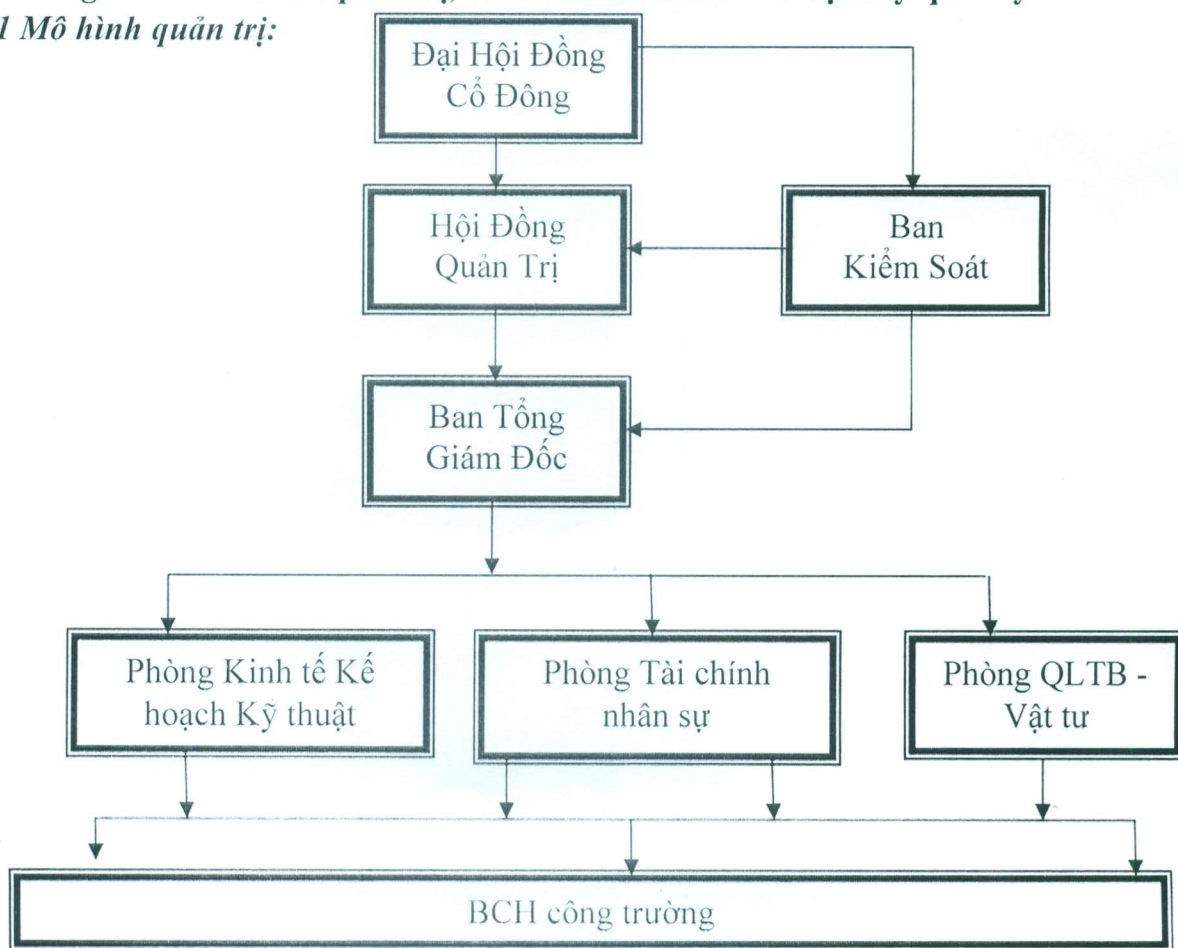 1 Mô hình quản trị:
Đại Hội Đồng
Cổ Đông
Hội Đồng
Quản Trị
Ban
Kiểm Soát
Ban Tổng
Giám Đốc
Phòng Kinh tế Kế
hoạch Kỹ thuật
Phòng Tài chính
nhân sự
Phòng QLTB -
Vật tư
BCH công trường